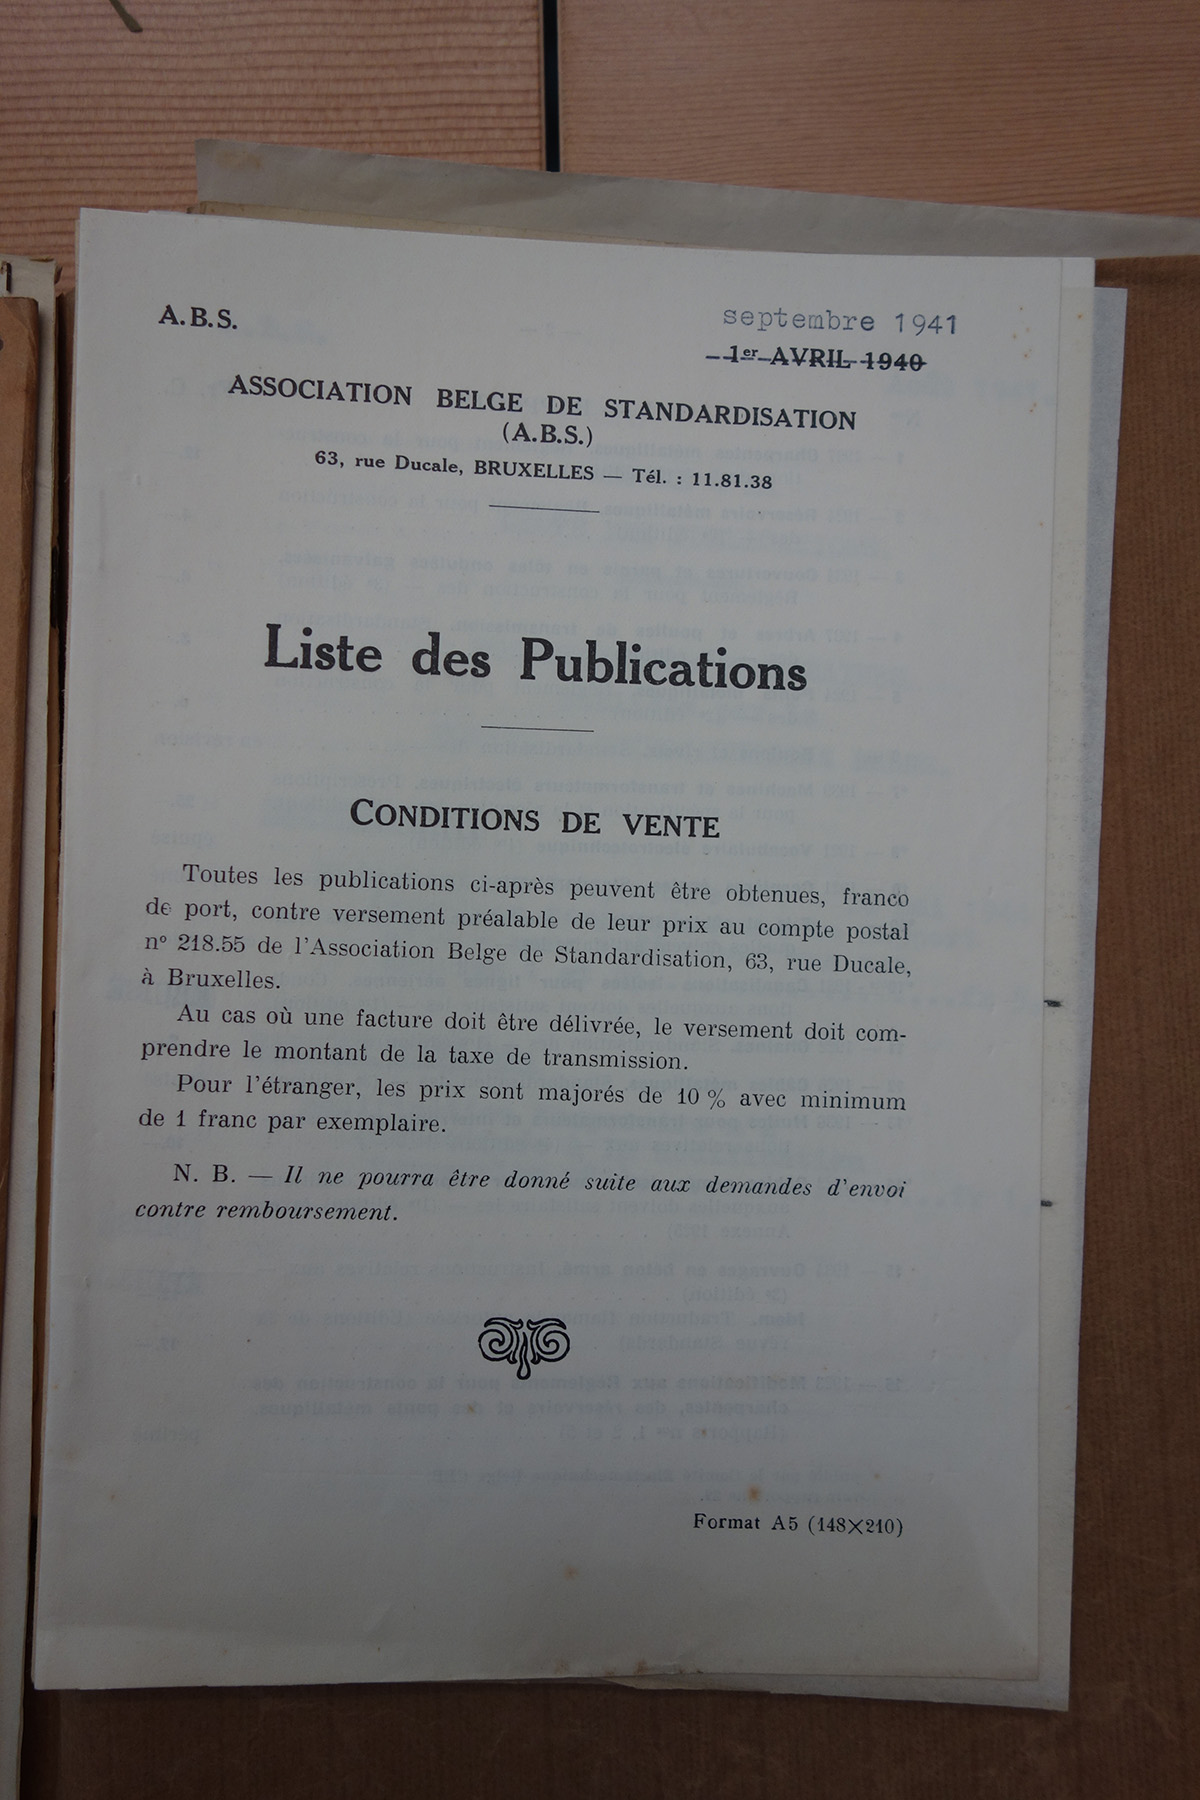 A.B.S.
septembre 1941
1er AVRIL 1940
ASSOCIATION BELGE DE STANDARDISATION
(A.B.S.)
63, rue Ducale, BRUXELLES — Tél. : 11.81.38
Liste des Publications
CONDITIONS DE VENTE
Toutes les publications ci-après peuvent être obtenues, franco
de port, contre versement préalable de leur prix au compte postal
nº 218.55 de l'Association Belge de Standardisation, 63, rue Ducale,
à Bruxelles.
Au cas où une facture doit être délivrée, le versement doit com-
prendre le montant de la taxe de transmission.
Pour l'étranger, les prix sont majorés de 10 % avec minimum
de 1 franc par exemplaire.
N. B. — Il ne pourra être donné suite aux demandes d'envoi
contre remboursement.
Format A5 (148×210)